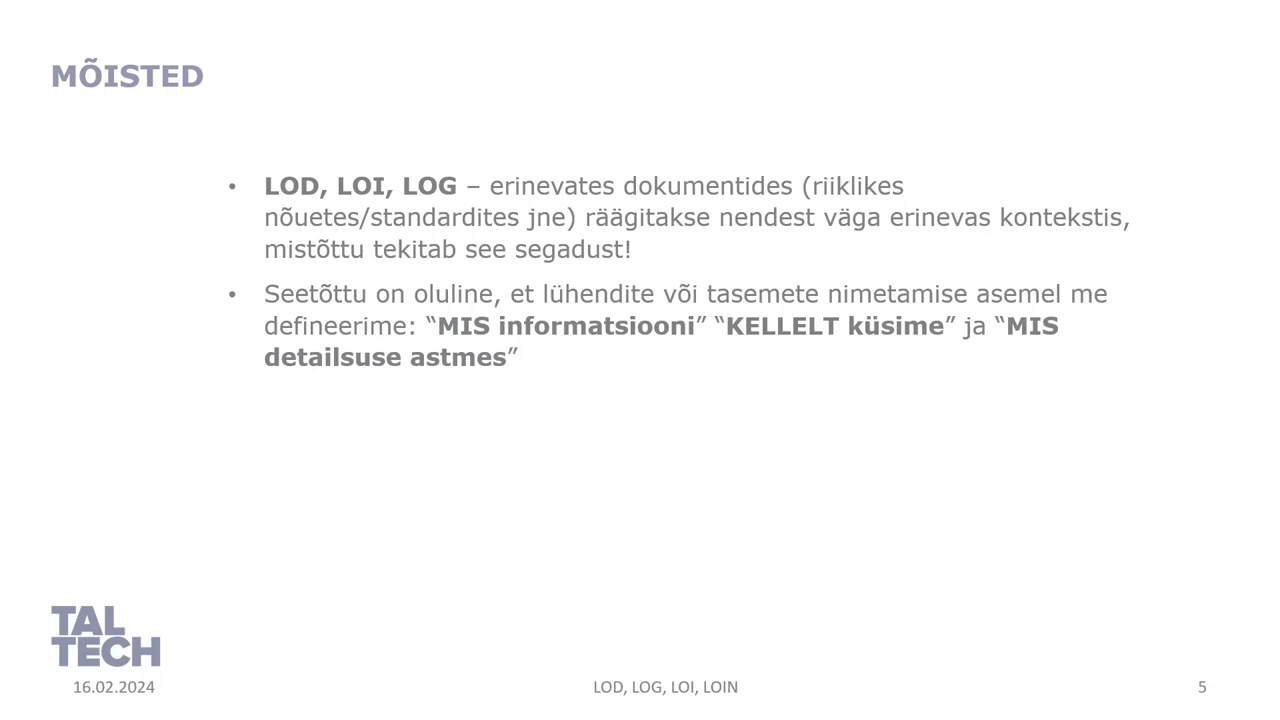 MÕISTED
• LOD, LOI, LOG – erinevates dokumentides (riiklikes
nõuetes/standardites jne) räägitakse nendest väga erinevas kontekstis,
mistõttu tekitab see segadust!
• Seetõttu on oluline, et lühendite või tasemete nimetamise asemel me
defineerime: “MIS informatsiooni” “KELLELT küsime” ja “MIS
detailsuse astmes”
TAL
TECH
16.02.2024
LOD, LOG, LOI, LOIN
5